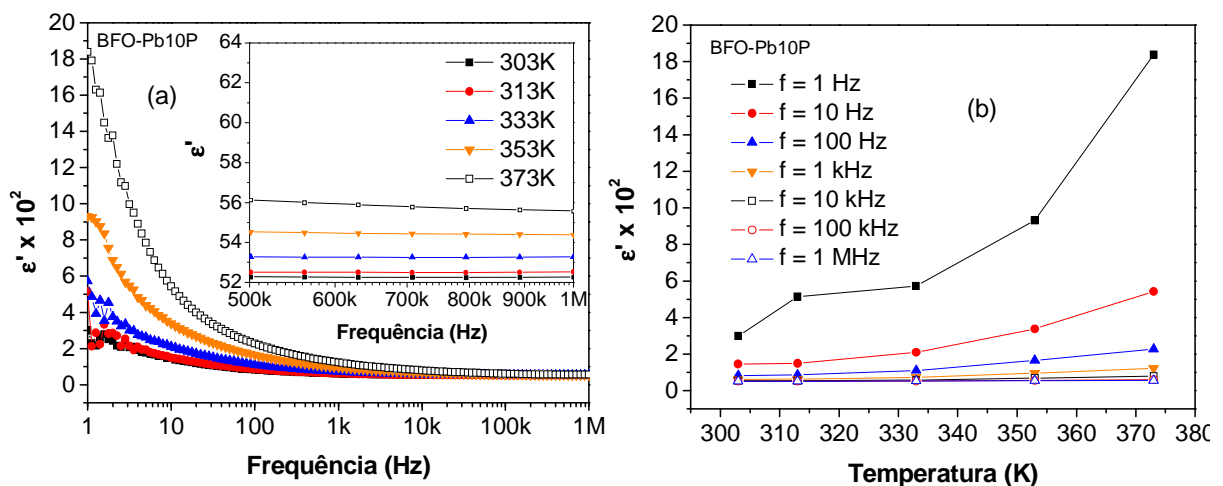 BFO-Pb10P
(a)
ε' x 10²
20
18
16
14
12
10
8
6
4
2
0
1
10
100
1k
10k
100k
1M
Frequência (Hz)
64
62
60
58
56
54
52
ε'
500k
600k
700k
800k
900k
1M
Frequência (Hz)
303K
313K
333K
353K
373K
BFO-Pb10P
(b)
f = 1 Hz
f = 10 Hz
f = 100 Hz
f = 1 kHz
f = 10 kHz
f = 100 kHz
f = 1 MHz
ε' x 10²
20
18
16
14
12
10
8
6
4
2
0
300
310
320
330
340
350
360
370
380
Temperatura (K)